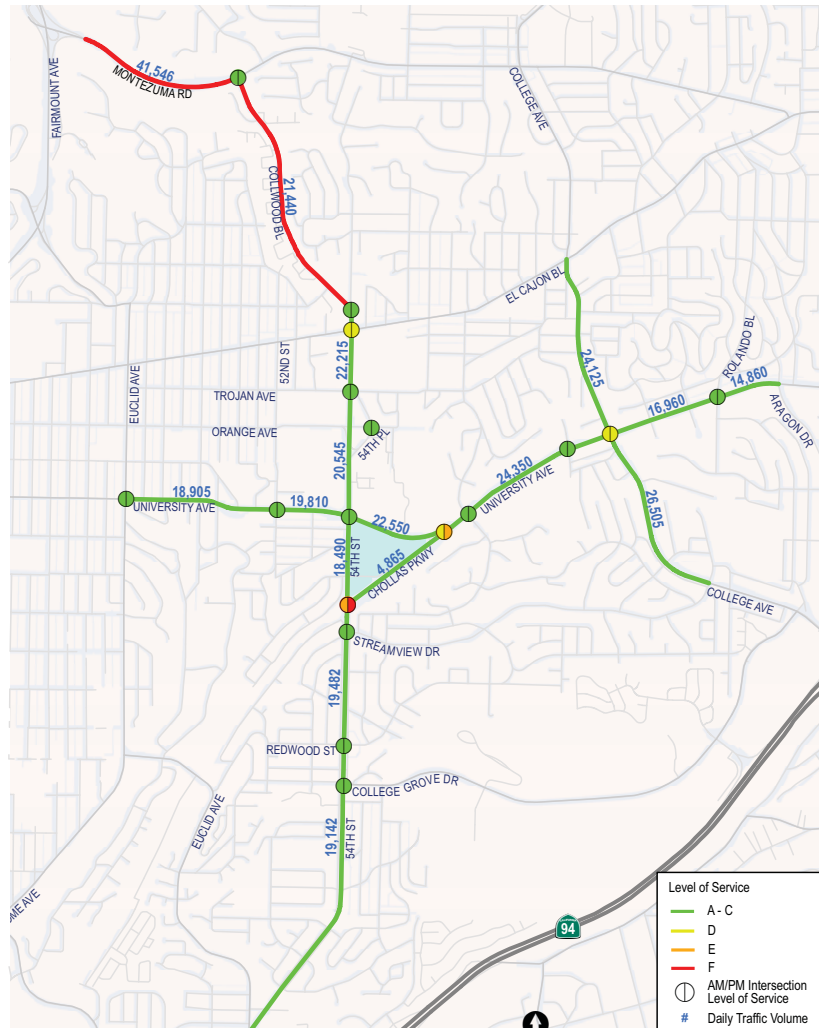 41,546
MONTEZUMA RD
FAIRMOUNT AVE
COLLEGE AVE
COLLWOOD BL
21,440
EL CAJON BL
22,215
52ND ST
EUCLID AVE
TROJAN AVE
ORANGE AVE
54TH PL
20,545
24,125
ROLANDO BL
16,960
14,860
ARAGON DR
18,905
UNIVERSITY AVE
19,810
22,550
24,350
UNIVERSITY AVE
26,505
18,490
54TH ST
4,865
CHOLLAS PKWY
COLLEGE AVE
STREAMVIEW DR
19,482
REDWOOD ST
COLLEGE GROVE DR
EUCLID AVE
19,142
54TH ST
OME AVE
CALIFORNIA
94
Level of Service
A - C
D
E
F
AM/PM Intersection
Level of Service
# Daily Traffic Volume